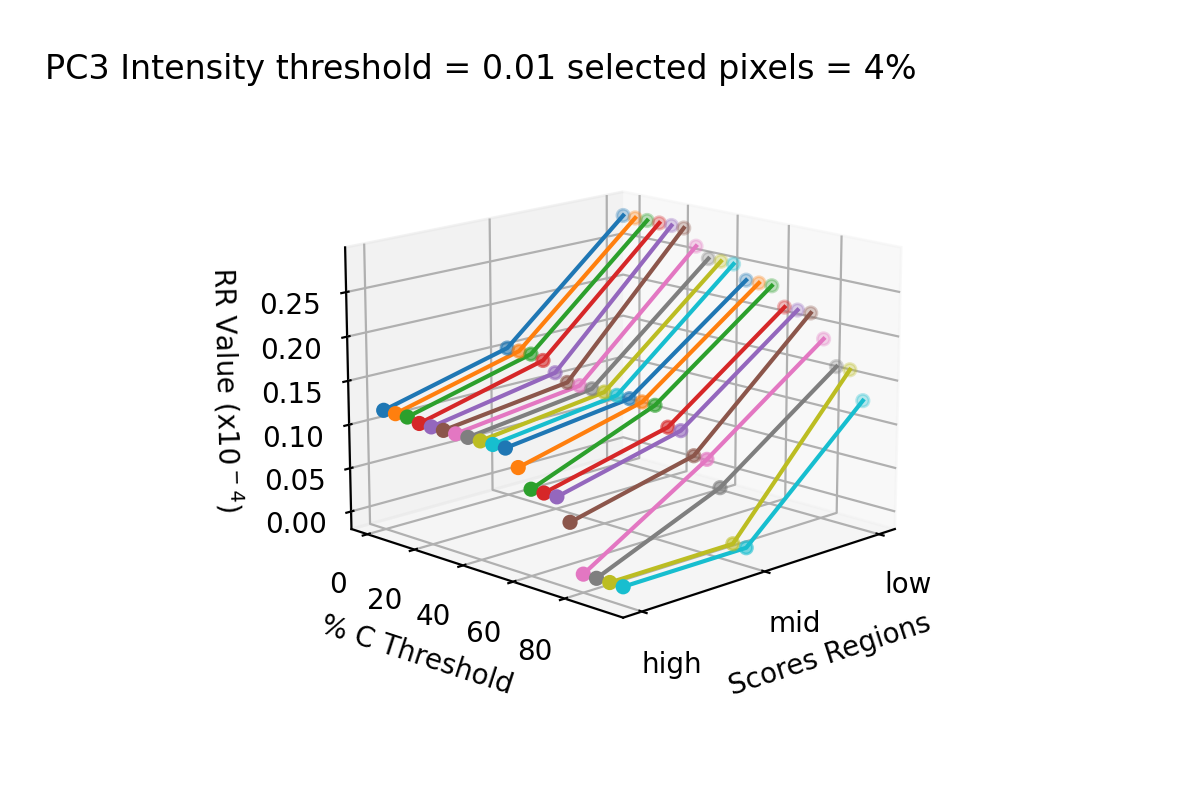 PC3 Intensity threshold = 0.01 selected pixels = 4%
RR Value (x10⁻⁴)
0.25
0.20
0.15
0.10
0.05
0.00
0
20
40
60
80
% C Threshold
high
mid
low
Scores Regions